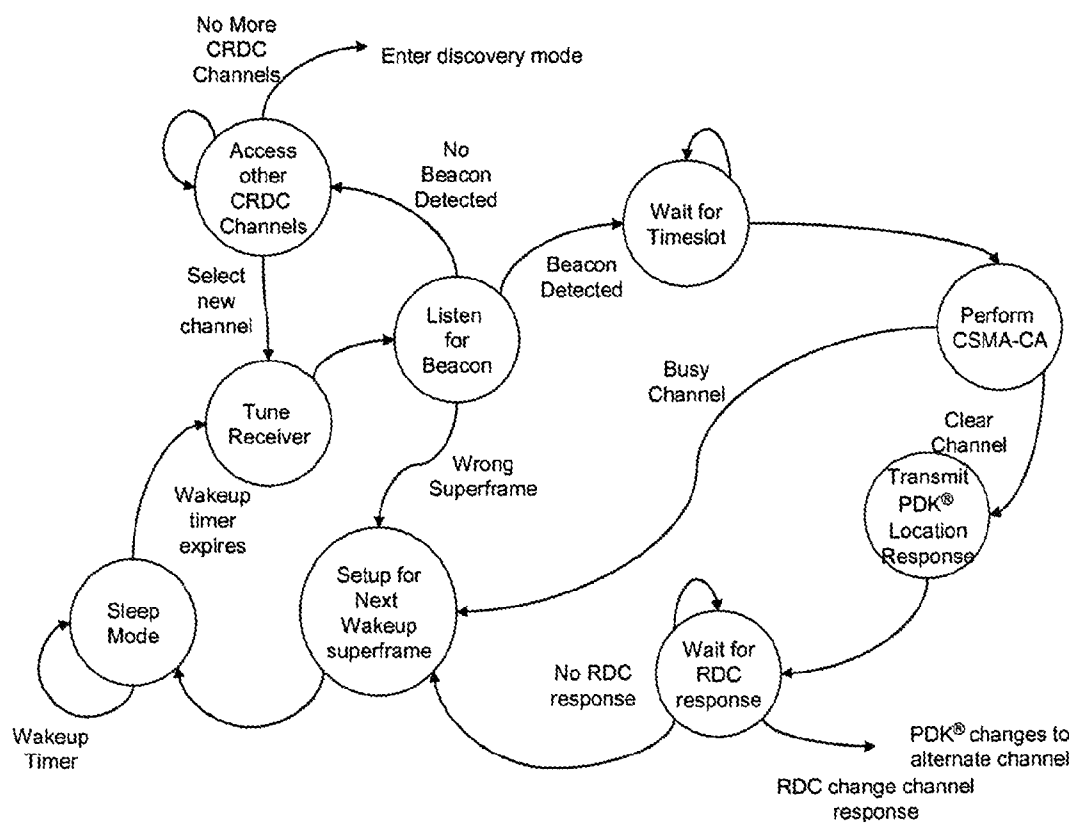 No More
CRDC
Channels
Enter discovery mode
Access
other
CRDC
Channels
No
Beacon
Detected
Wait for
Timeslot
Select
new
channel
Beacon
Detected
Listen
for
Beacon
Perform
CSMA-CA
Busy
Channel
Tune
Receiver
Clear
Channel
Wrong
Superframe
Wakeup
timer
expires
Transmit
PDK®
Location
Response
Setup for
Next
Wakeup
superframe
Sleep
Mode
Wait for
RDC
response
No RDC
response
Wakeup
Timer
PDK® changes to
alternate channel
RDC change channel
response